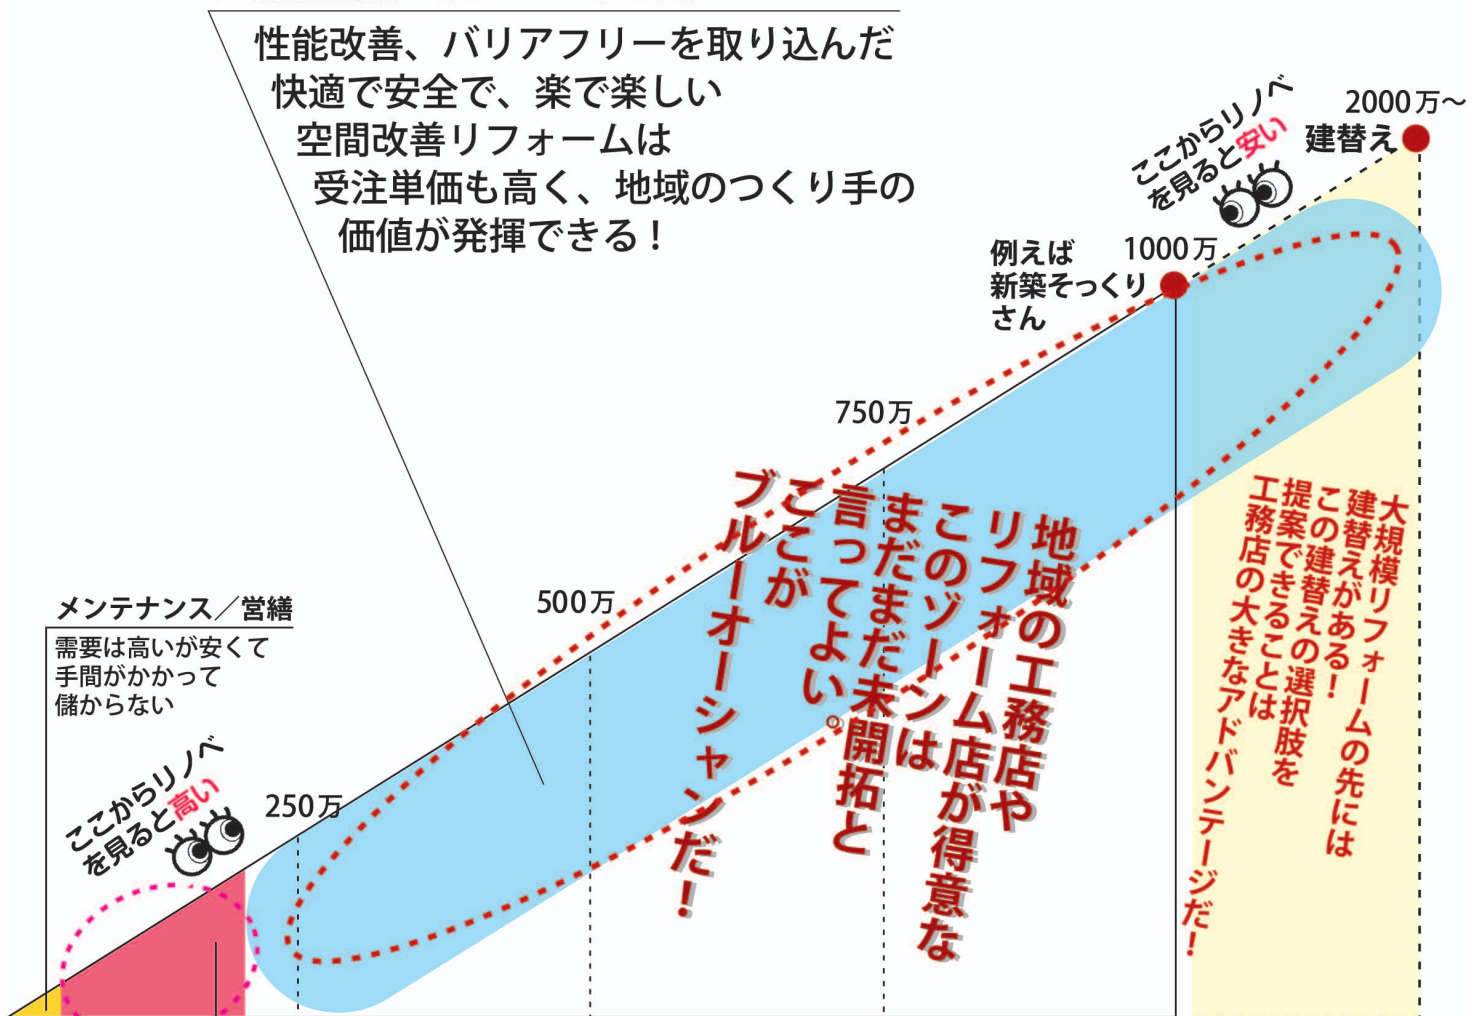 性能改善、バリアフリーを取り込んだ
快適で安全で、楽で楽しい
空間改善リフォームは
受注単価も高く、地域のつくり手の
価値が発揮できる！
ここからリノベ
を見ると安い
2000万～
建替え
例えば
新築そっくり
さん
1000万
750万
500万
250万
メンテナンス／営繕
需要は高いが安くて
手間がかかって
儲からない
ここからリノベ
を見ると高い
地域の工務店や
リフォーム店が得意な
このゾーンは
まだまだ未開拓と
言ってよい。
ここが
ブルーオーシャンだ！
大規模リフォームの先には
建替えがある！
この建替えの選択肢を
提案できることは
工務店の大きなアドバンテージだ！